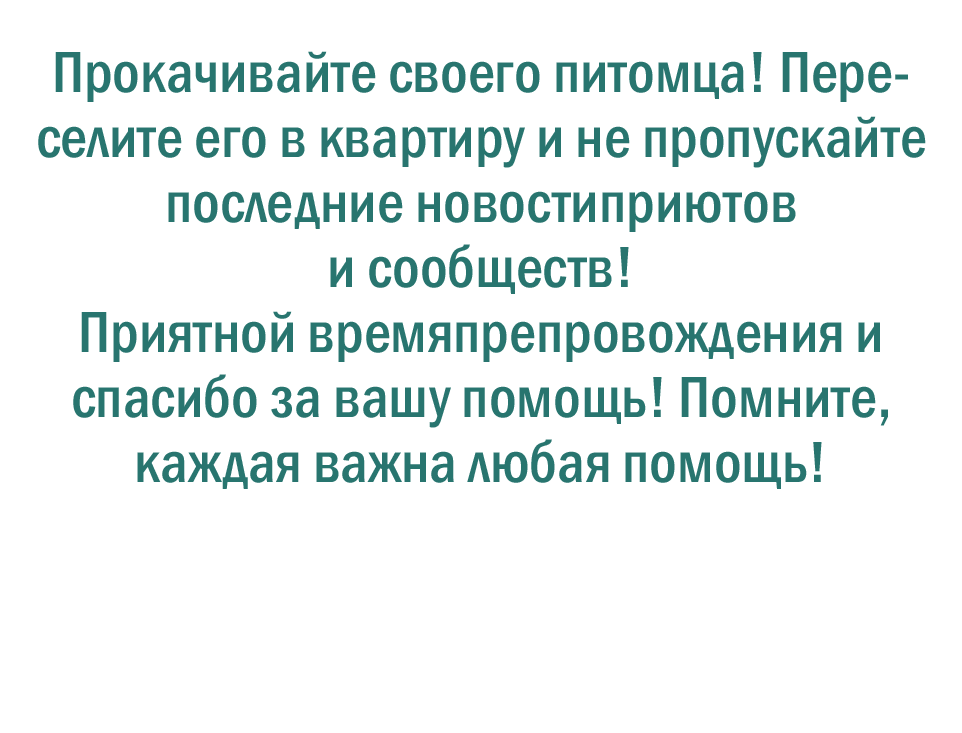 Прокачивайте своего питомца! Пере-
селите его в квартиру и не пропускайте
последние новостиприютов
и сообществ!
Приятной времяпрепровождения и
спасибо за вашу помощь! Помните,
каждая важна любая помощь!